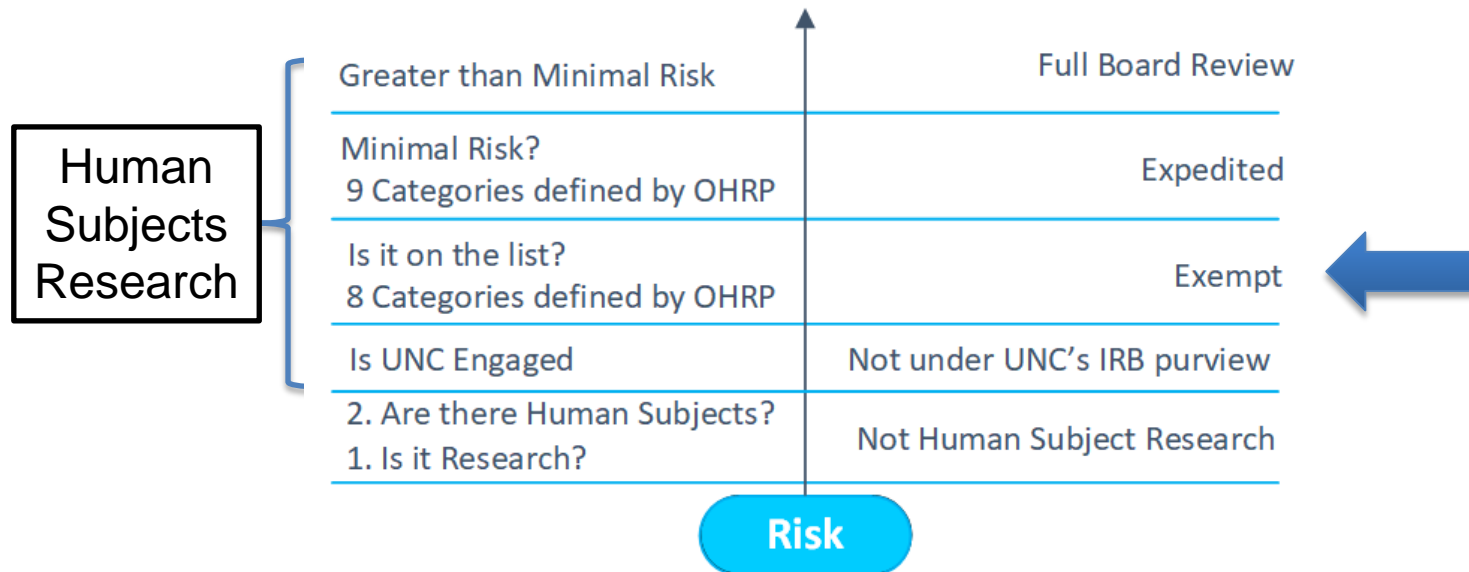 Human
Subjects
Research
Greater than Minimal Risk
Full Board Review
Minimal Risk?
9 Categories defined by OHRP
Expedited
Is it on the list?
8 Categories defined by OHRP
Exempt
Is UNC Engaged
Not under UNC’s IRB purview
2. Are there Human Subjects?
1. Is it Research?
Not Human Subject Research
Risk